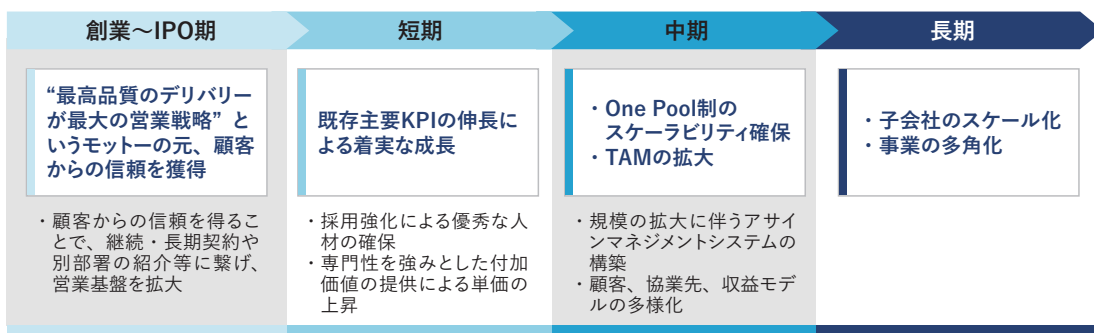 創業～IPO期
短期
中期
長期
“最高品質のデリバリー
が最大の営業戦略” と
いうモットーの元、顧客
からの信頼を獲得
・顧客からの信頼を得るこ
とで、継続・長期契約や
別部署の紹介等に繋げ、
営業基盤を拡大
既存主要KPIの伸長に
よる着実な成長
・採用強化による優秀な人
材の確保
・専門性を強みとした付加
価値の提供による単価の
上昇
・One Pool制の
スケーラビリティ確保
・TAMの拡大
・規模の拡大に伴うアサイ
ンマネジメントシステムの
構築
・顧客、協業先、収益モデ
ルの多様化
・子会社のスケール化
・事業の多角化